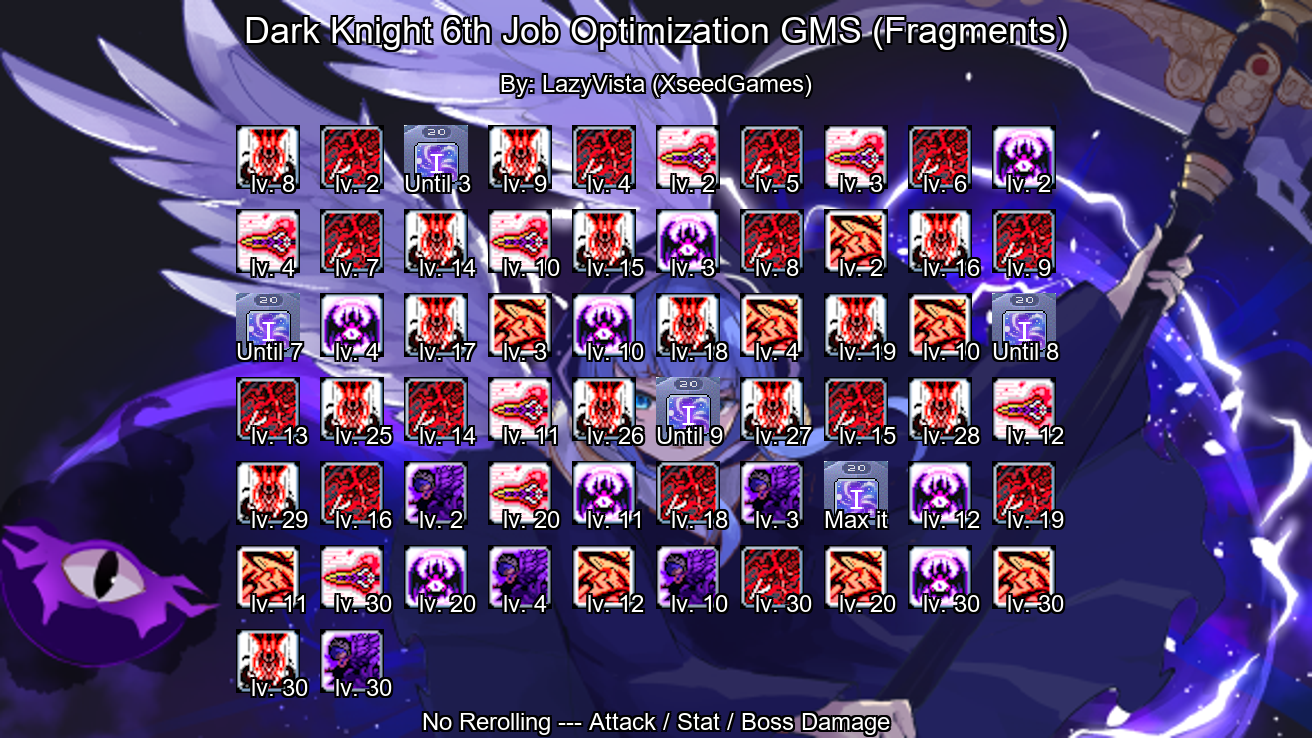 Dark Knight 6th Job Optimization GMS (Fragments)
By: LazyVista (XseedGames)
20
lv. 8 lv. 2 Until 3 lv. 9 lv. 4 lv. 2 lv. 5 lv. 3 lv. 6 lv. 2
lv. 4 lv. 7 lv. 14 lv. 10 lv. 15 lv. 3 lv. 8 lv. 2 lv. 16 lv. 9
20 20
Until 7 lv. 4 lv. 17 lv. 3 lv. 10 lv. 18 lv. 4 lv. 19 lv. 10 Until 8
20
lv. 13 lv. 25 lv. 14 lv. 11 lv. 26 Until 9 lv. 27 lv. 15 lv. 28 lv. 12
20
lv. 29 lv. 16 lv. 2 lv. 20 lv. 11 lv. 18 lv. 3 Max it lv. 12 lv. 19
lv. 11 lv. 30 lv. 20 lv. 4 lv. 12 lv. 10 lv. 30 lv. 20 lv. 30 lv. 30
lv. 30 lv. 30
No Rerolling --- Attack / Stat / Boss Damage